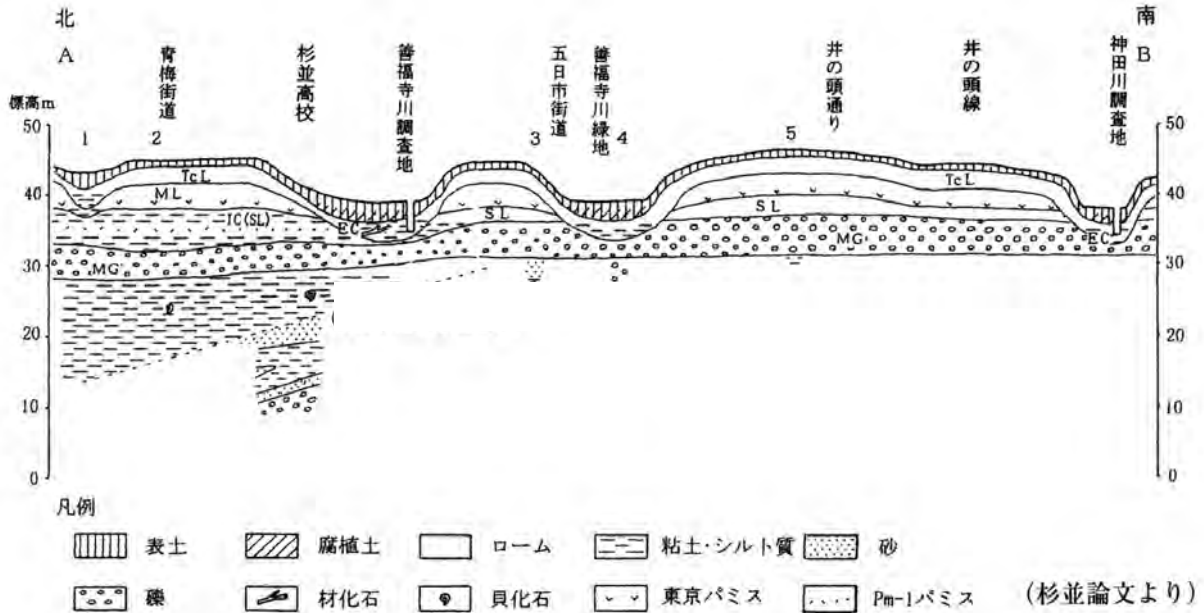 北
A
青梅街道
杉並高校
善福寺川調査地
五日市街道
善福寺川緑地
井の頭通り
井の頭線
神田川調査地
南
B
標高m
50
40
30
20
10
0
50
40
30
20
10
0
1
2
3
4
5
TcL
ML
IC(SL)
MG
EC
SL
TcL
SL
MG
EC
凡例
表土
腐植土
ローム
粘土・シルト質
砂
礫
材化石
貝化石
東京パミス
Pm-1パミス
(杉並論文より)